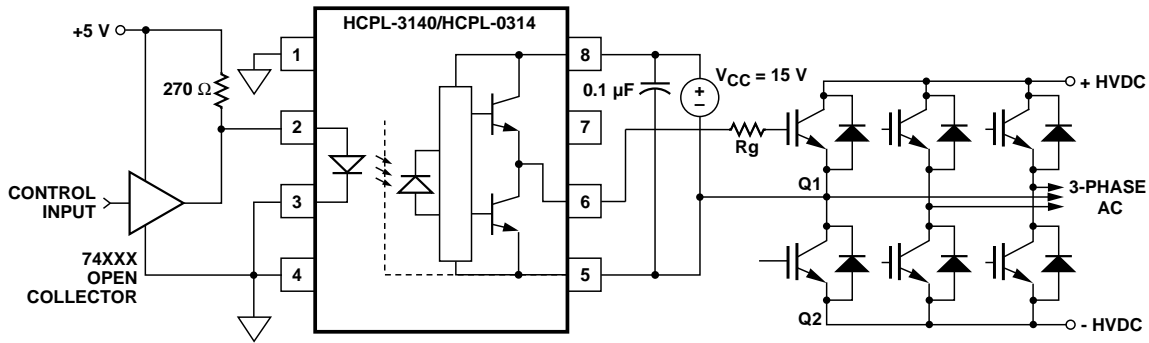 HCPL-3140/HCPL-0314
+5 V
270 Ω
1
2
3
4
8
7
6
5
0.1 µF
VCC = 15 V
+
–
Rg
+ HVDC
CONTROL
INPUT
74XXX
OPEN
COLLECTOR
Q1
3-PHASE
AC
Q2
- HVDC